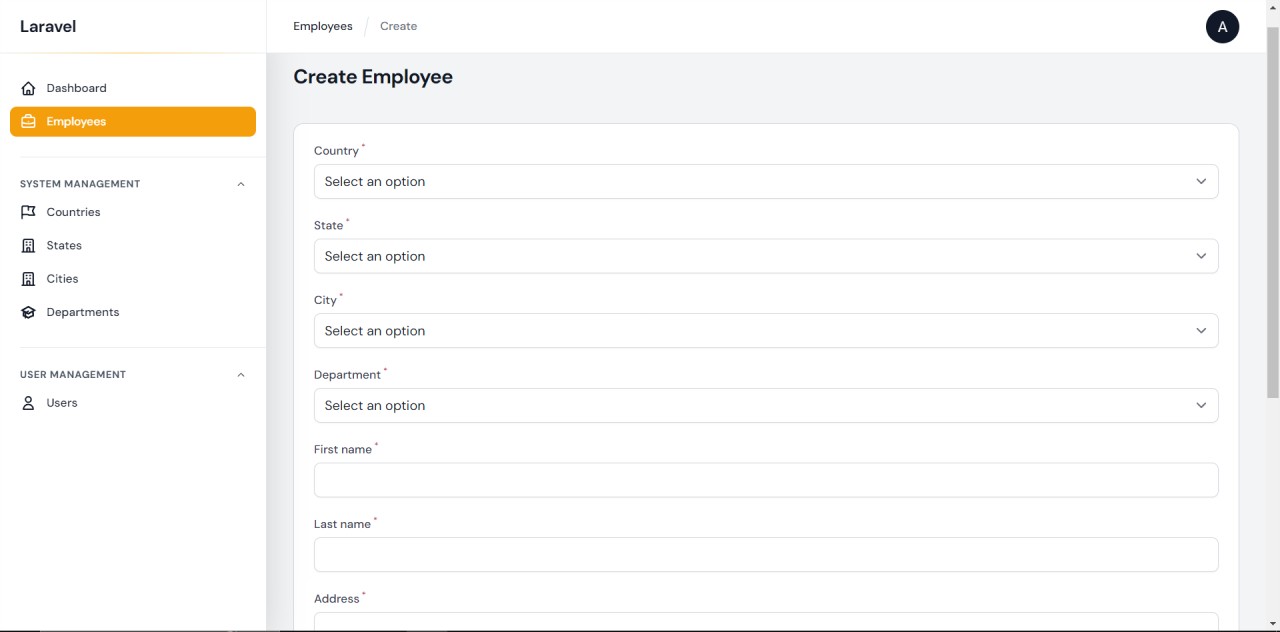 Laravel
Employees / Create
A
Dashboard
Employees
SYSTEM MANAGEMENT
Countries
States
Cities
Departments
USER MANAGEMENT
Users
Create Employee
Country *
Select an option
State *
Select an option
City *
Select an option
Department *
Select an option
First name *
Last name *
Address *